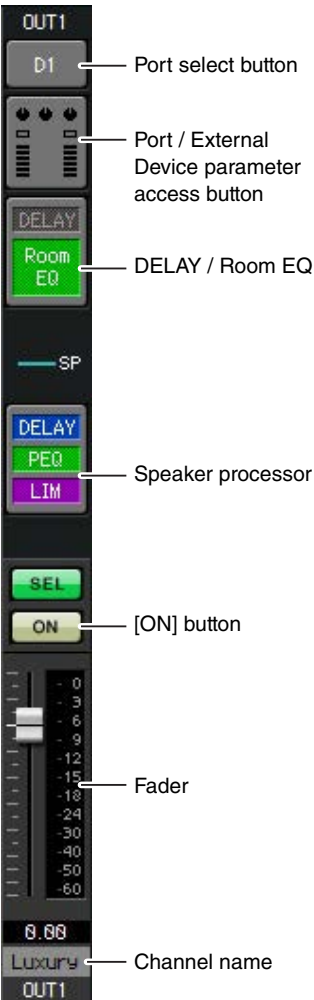 OUT1
D1
Port select button
Port / External
Device parameter
access button
DELAY
Room
EQ
DELAY / Room EQ
SP
DELAY
PEQ
LIM
Speaker processor
SEL
ON
[ON] button
- 0
- 3
- 6
- 9
-12
-15
-18
-24
-30
-40
-50
-60
Fader
0.00
Luxury
Channel name
OUT1